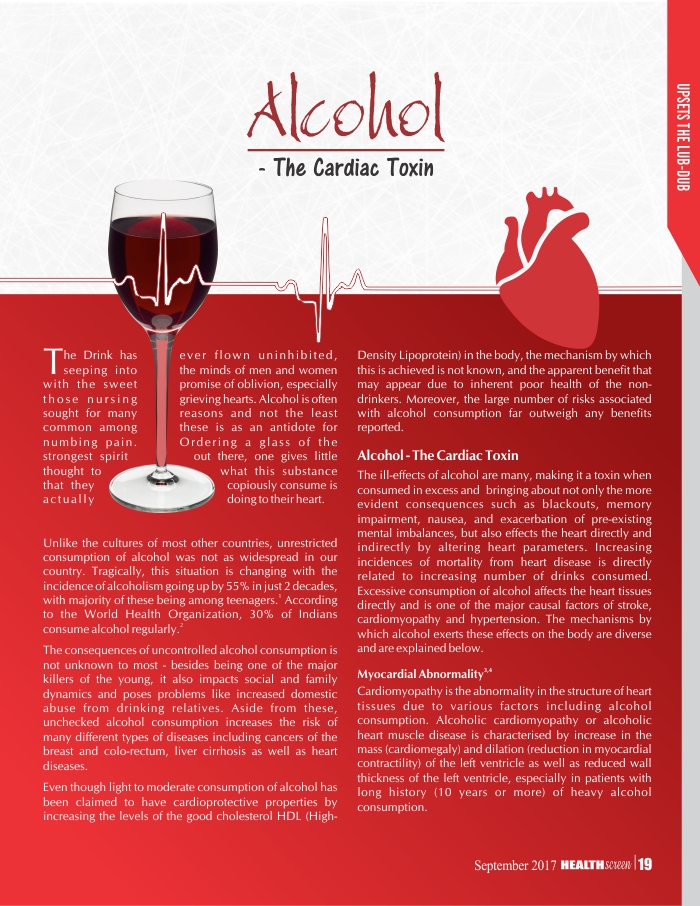 UPSETS THE LUB-DUB
Alcohol
- The Cardiac Toxin
The Drink has ever flown uninhibited,
seeping into the minds of men and women
with the sweet promise of oblivion, especially
those nursing grieving hearts. Alcohol is often
sought for many reasons and not the least
common among these is as an antidote for
numbing pain. Ordering a glass of the
strongest spirit out there, one gives little
thought to what this substance
that they copiously consume is
actually doing to their heart.
Unlike the cultures of most other countries, unrestricted
consumption of alcohol was not as widespread in our
country. Tragically, this situation is changing with the
incidence of alcoholism going up by 55% in just 2 decades,
with majority of these being among teenagers.¹ According
to the World Health Organization, 30% of Indians
consume alcohol regularly.²
The consequences of uncontrolled alcohol consumption is
not unknown to most - besides being one of the major
killers of the young, it also impacts social and family
dynamics and poses problems like increased domestic
abuse from drinking relatives. Aside from these,
unchecked alcohol consumption increases the risk of
many different types of diseases including cancers of the
breast and colo-rectum, liver cirrhosis as well as heart
diseases.
Even though light to moderate consumption of alcohol has
been claimed to have cardioprotective properties by
increasing the levels of the good cholesterol HDL (High-
Density Lipoprotein) in the body, the mechanism by which
this is achieved is not known, and the apparent benefit that
may appear due to inherent poor health of the non-
drinkers. Moreover, the large number of risks associated
with alcohol consumption far outweigh any benefits
reported.
Alcohol - The Cardiac Toxin
The ill-effects of alcohol are many, making it a toxin when
consumed in excess and bringing about not only the more
evident consequences such as blackouts, memory
impairment, nausea, and exacerbation of pre-existing
mental imbalances, but also effects the heart directly and
indirectly by altering heart parameters. Increasing
incidences of mortality from heart disease is directly
related to increasing number of drinks consumed.
Excessive consumption of alcohol affects the heart tissues
directly and is one of the major causal factors of stroke,
cardiomyopathy and hypertension. The mechanisms by
which alcohol exerts these effects on the body are diverse
and are explained below.
Myocardial Abnormality³,⁴
Cardiomyopathy is the abnormality in the structure of heart
tissues due to various factors including alcohol
consumption. Alcoholic cardiomyopathy or alcoholic
heart muscle disease is characterised by increase in the
mass (cardiomegaly) and dilation (reduction in myocardial
contractility) of the left ventricle as well as reduced wall
thickness of the left ventricle, especially in patients with
long history (10 years or more) of heavy alcohol
consumption.
September 2017 HEALTH screen 19